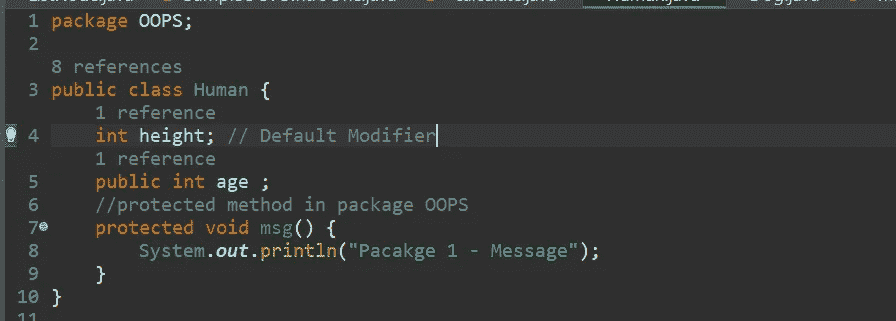 1 package OOPS;
2
8 references
3 public class Human {
1 reference
4 int height; // Default Modifier
1 reference
5 public int age ;
6 //protected method in package OOPS
7 protected void msg() {
8 System.out.println("Pacakge 1 - Message");
9 }
10 }
11